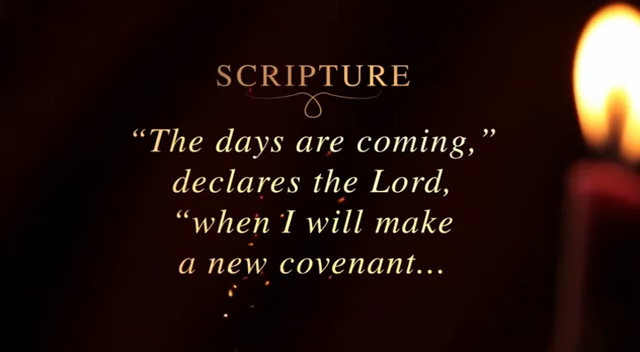 SCRIPTURE
“The days are coming,”
declares the Lord,
“when I will make
a new covenant...